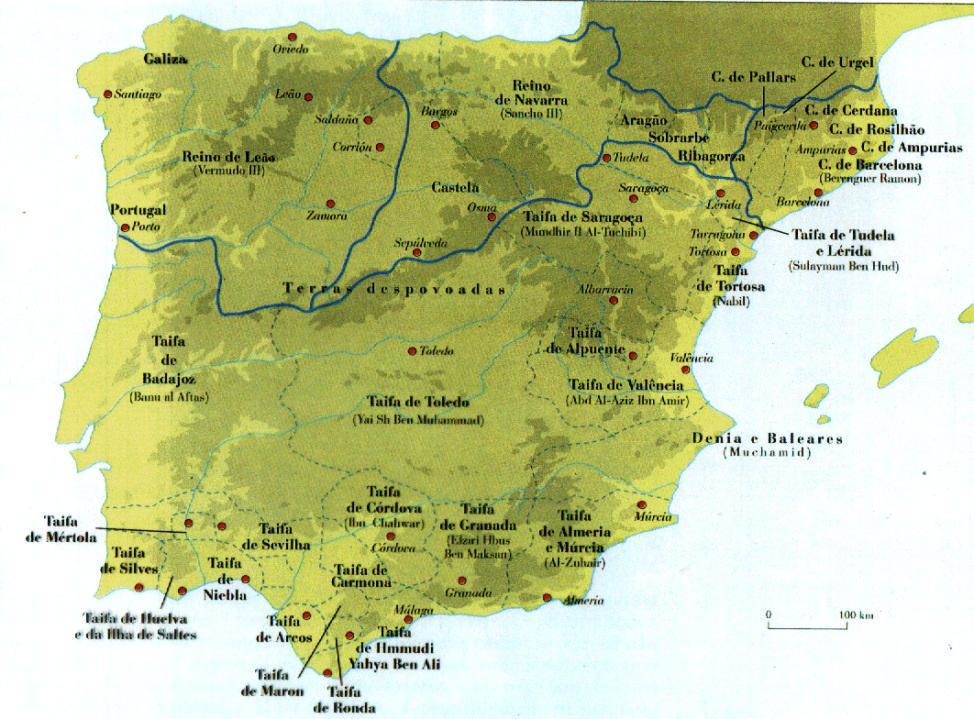 Oviedo
Galiza
Santiago
Leão
Saldaña
Corrión
Burgos
Reino
de Navarra
(Sancho III)
C. de Pallars
C. de Urgel
Aragão
Sobrarbe
Ribagorza
Puigcerda
C. de Cerdana
C. de Rosilhão
Ampurias
C. de Ampurias
C. de Barcelona
(Berenguer Ramon)
Barcelona
Reino de Leão
(Vermudo III)
Castela
Osma
Tudela
Saragoça
Lérida
Zamora
Portugal
Porto
Sepúlveda
Taifa de Saragoça
(Mundhir II Al-Tuchibi)
Tarragona
Tortosa
Taifa de Tudela
e Lérida
(Sulayman Ben Hud)
Taifa
de Tortosa
(Nabil)
Terras despovoadas
Albarracin
Taifa
de
Badajoz
(Banu al Aftas)
Toledo
Taifa
de Alpuente
Valência
Taifa de Toledo
(Yai Sh Ben Muhammad)
Taifa de Valência
(Abd Al-Aziz Ibn Amir)
Denia e Baleares
(Muchamid)
Taifa
de Mértola
Taifa
de Silves
Taifa
de Sevilha
Taifa
de
Niebla
Taifa
de Córdova
(Ibn Chahwar)
Córdova
Taifa
de Granada
(Efzari Hbus
Ben Maksan)
Granada
Taifa
de Almeria
e Múrcia
(Al-Zuhair)
Múrcia
Almeria
Taifa de
Carmona
Taifa de Huelva
e da Ilha de Saltes
Taifa
de Arcos
Málaga
Taifa
de Hmmudi
Yahya Ben Ali
Taifa
de Maron
Taifa
de Ronda
0 100 km